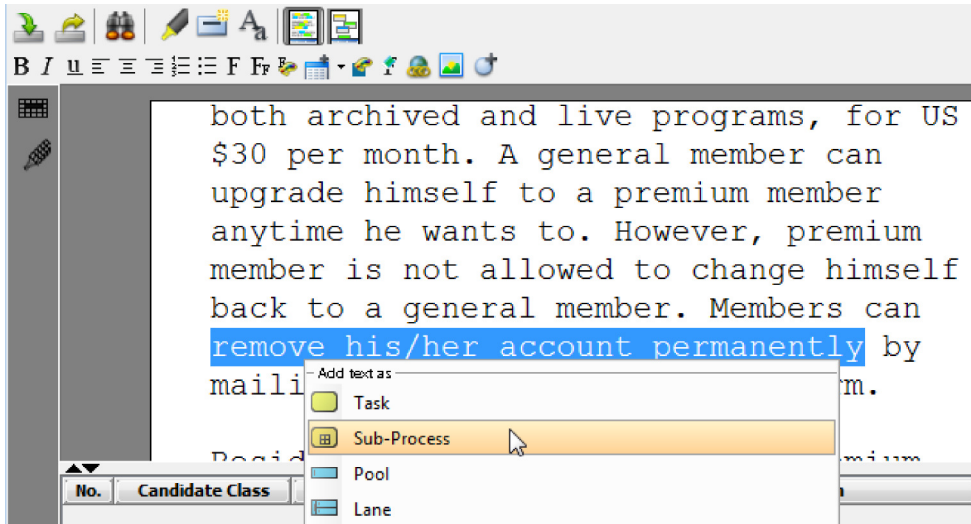 B I u F FF
both archived and live programs, for US
$30 per month. A general member can
upgrade himself to a premium member
anytime he wants to. However, premium
member is not allowed to change himself
back to a general member. Members can
remove his/her account permanently by
maili m.
Add text as
Task
Sub-Process
Pool
Lane
No. Candidate Class